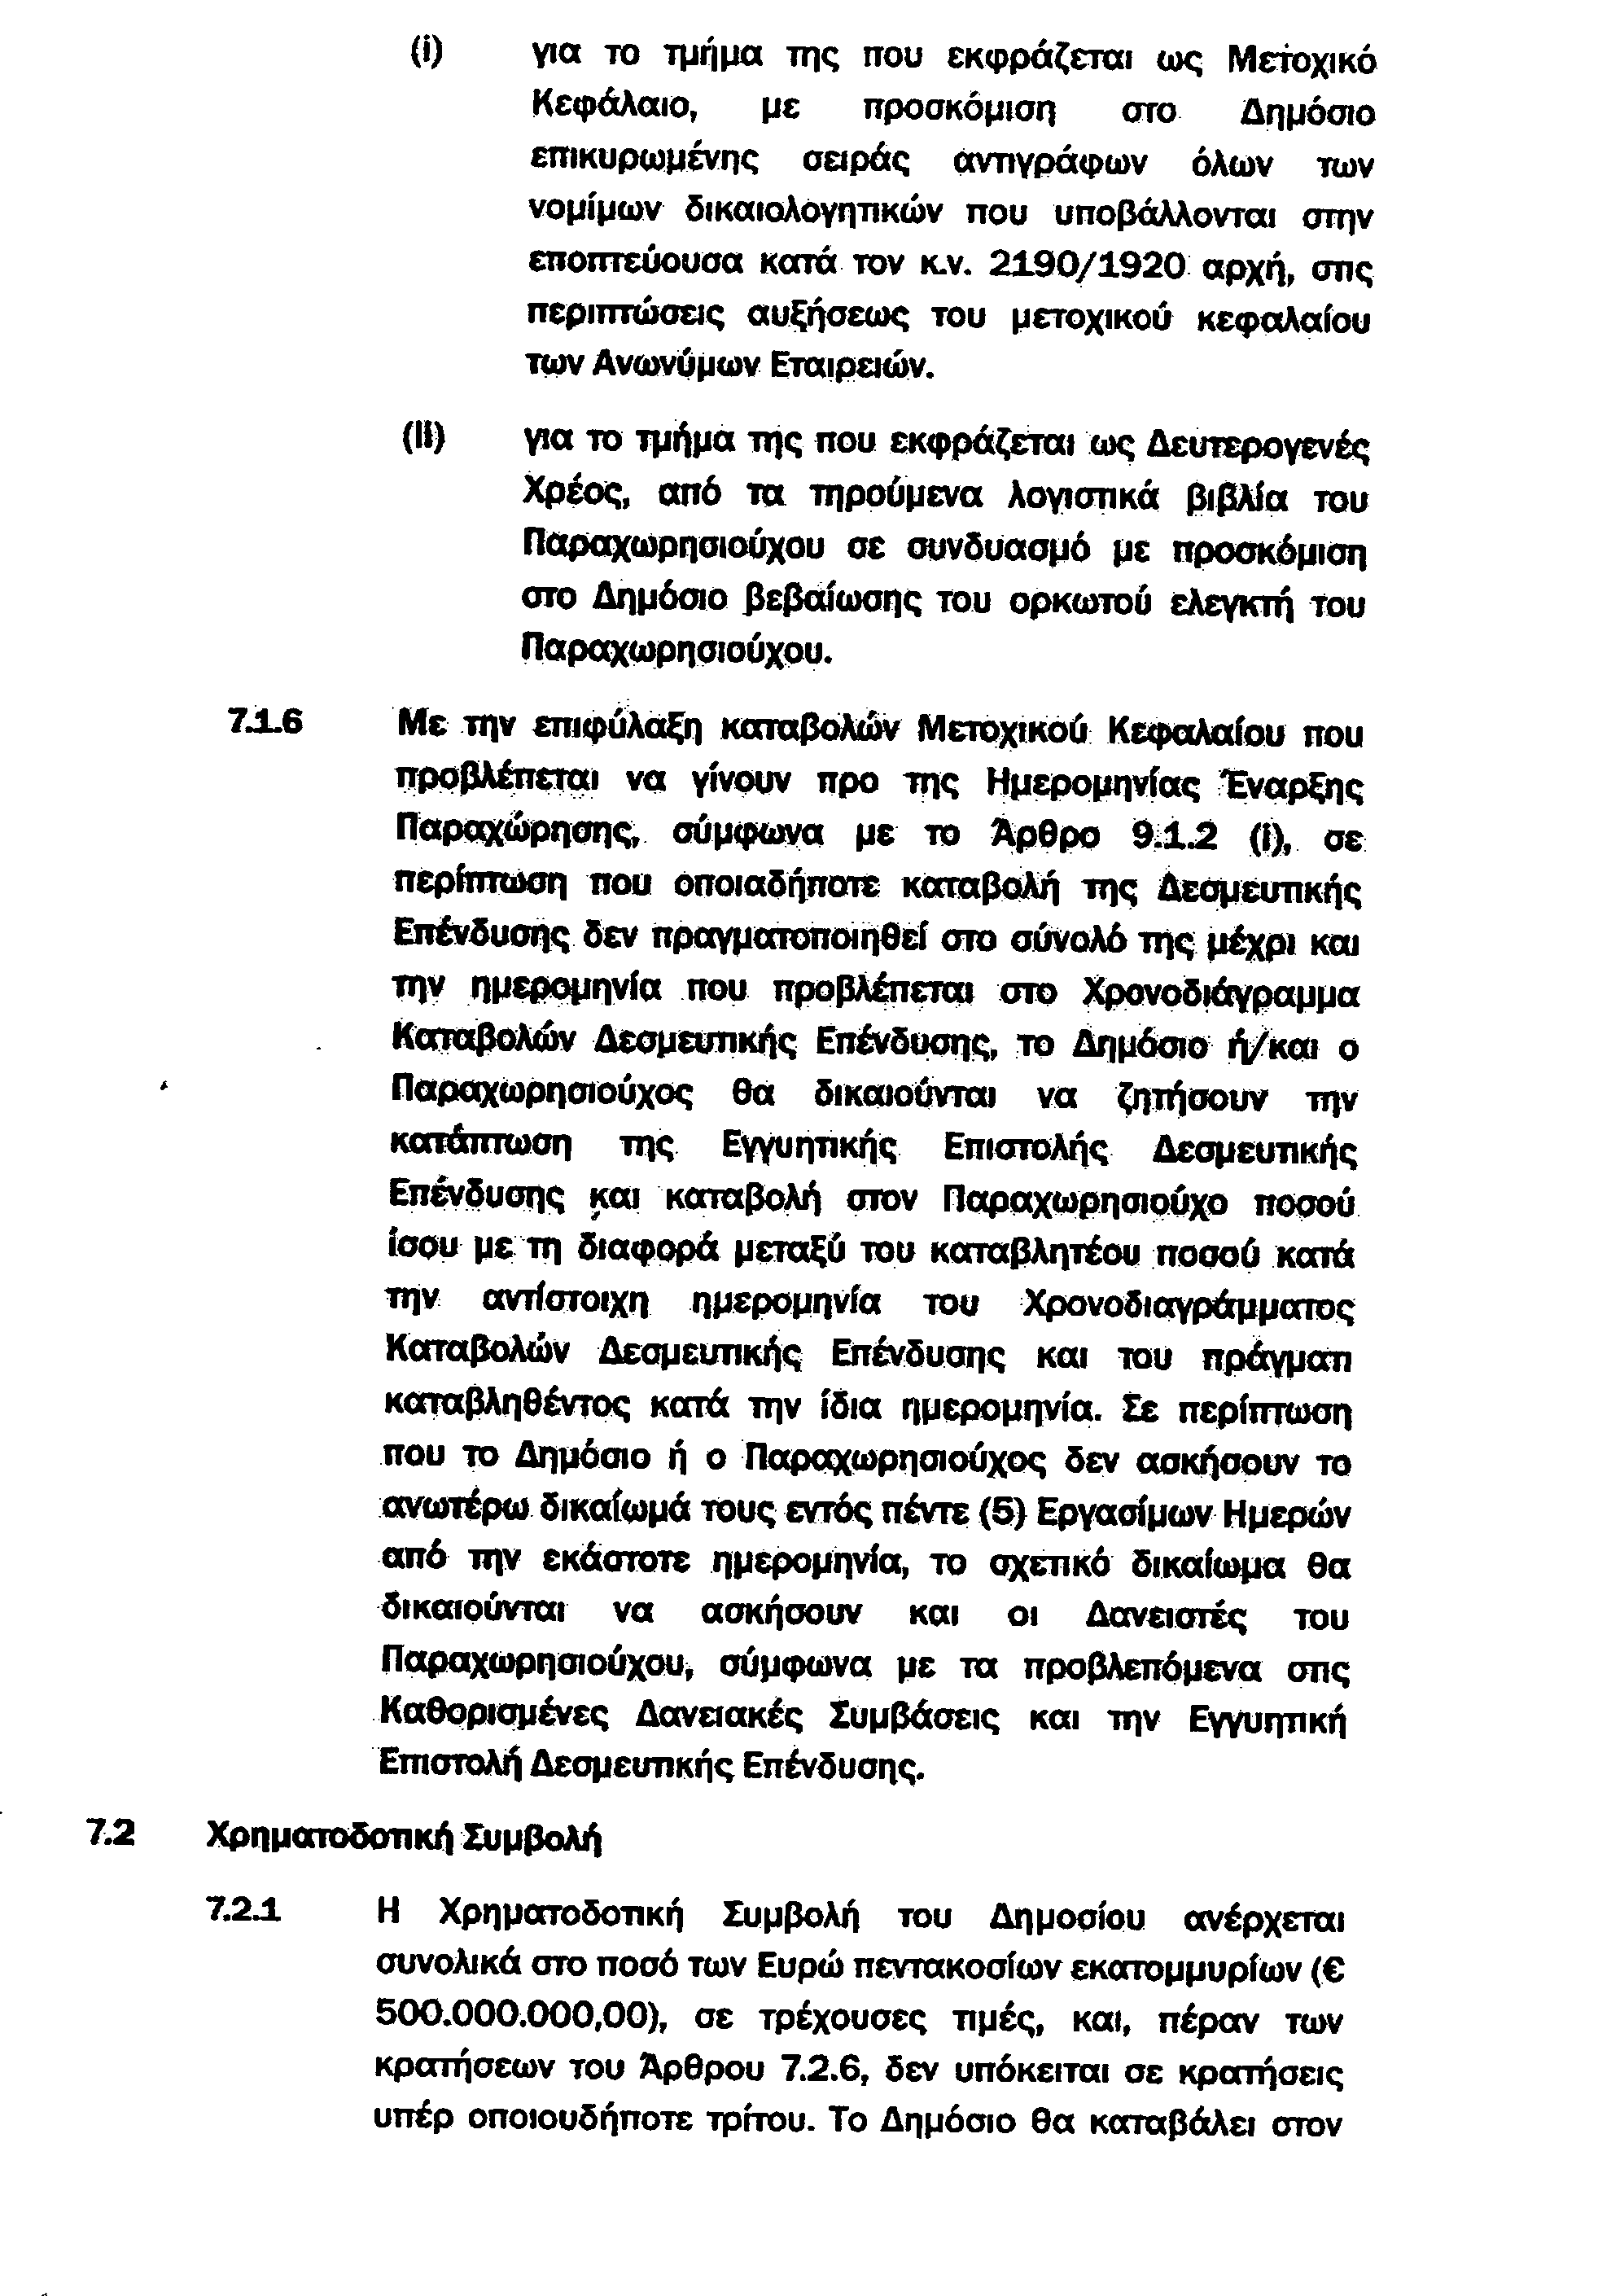 (i) για το τμήμα της που εκφράζεται ως Μετοχικό
Κεφάλαιο, με προσκόμιση στο Δημόσιο
επικυρωμένης σειράς αντιγράφων όλων των
νομίμων δικαιολογητικών που υποβάλλονται στην
εποπτεύουσα κατά τον κ.ν. 2190/1920 αρχή, στις
περιπτώσεις αυξήσεως του μετοχικού κεφαλαίου
των Ανωνύμων Εταιρειών.
(ii) για το τμήμα της που εκφράζεται ως Δευτερογενές
Χρέος, από τα τηρούμενα λογιστικά βιβλία του
Παραχωρησιούχου σε συνδυασμό με προσκόμιση
στο Δημόσιο βεβαίωσης του ορκωτού ελεγκτή του
Παραχωρησιούχου.
7.1.6 Με την επιφύλαξη καταβολών Μετοχικού Κεφαλαίου που
προβλέπεται να γίνουν προ της Ημερομηνίας Έναρξης
Παραχώρησης, σύμφωνα με το Άρθρο 9.1.2 (i), σε
περίπτωση που οποιαδήποτε καταβολή της Δεσμευτικής
Επένδυσης δεν πραγματοποιηθεί στο σύνολό της μέχρι και
την ημερομηνία που προβλέπεται στο Χρονοδιάγραμμα
Καταβολών Δεσμευτικής Επένδυσης, το Δημόσιο ή/και ο
Παραχωρησιούχος θα δικαιούνται να ζητήσουν την
κατάπτωση της Εγγυητικής Επιστολής Δεσμευτικής
Επένδυσης και καταβολή στον Παραχωρησιούχο ποσού
ίσου με τη διαφορά μεταξύ του καταβλητέου ποσού κατά
την αντίστοιχη ημερομηνία του Χρονοδιαγράμματος
Καταβολών Δεσμευτικής Επένδυσης και του πράγματι
καταβληθέντος κατά την ίδια ημερομηνία. Σε περίπτωση
που το Δημόσιο ή ο Παραχωρησιούχος δεν ασκήσουν το
ανωτέρω δικαίωμά τους εντός πέντε (5) Εργασίμων Ημερών
από την εκάστοτε ημερομηνία, το σχετικό δικαίωμα θα
δικαιούνται να ασκήσουν και οι Δανειστές του
Παραχωρησιούχου, σύμφωνα με τα προβλεπόμενα στις
Καθορισμένες Δανειακές Συμβάσεις και την Εγγυητική
Επιστολή Δεσμευτικής Επένδυσης.
7.2 Χρηματοδοτική Συμβολή
7.2.1 Η Χρηματοδοτική Συμβολή του Δημοσίου ανέρχεται
συνολικά στο ποσό των Ευρώ πεντακοσίων εκατομμυρίων (€
500.000.000,00), σε τρέχουσες τιμές, και, πέραν των
κρατήσεων του Άρθρου 7.2.6, δεν υπόκειται σε κρατήσεις
υπέρ οποιουδήποτε τρίτου. Το Δημόσιο θα καταβάλει στον